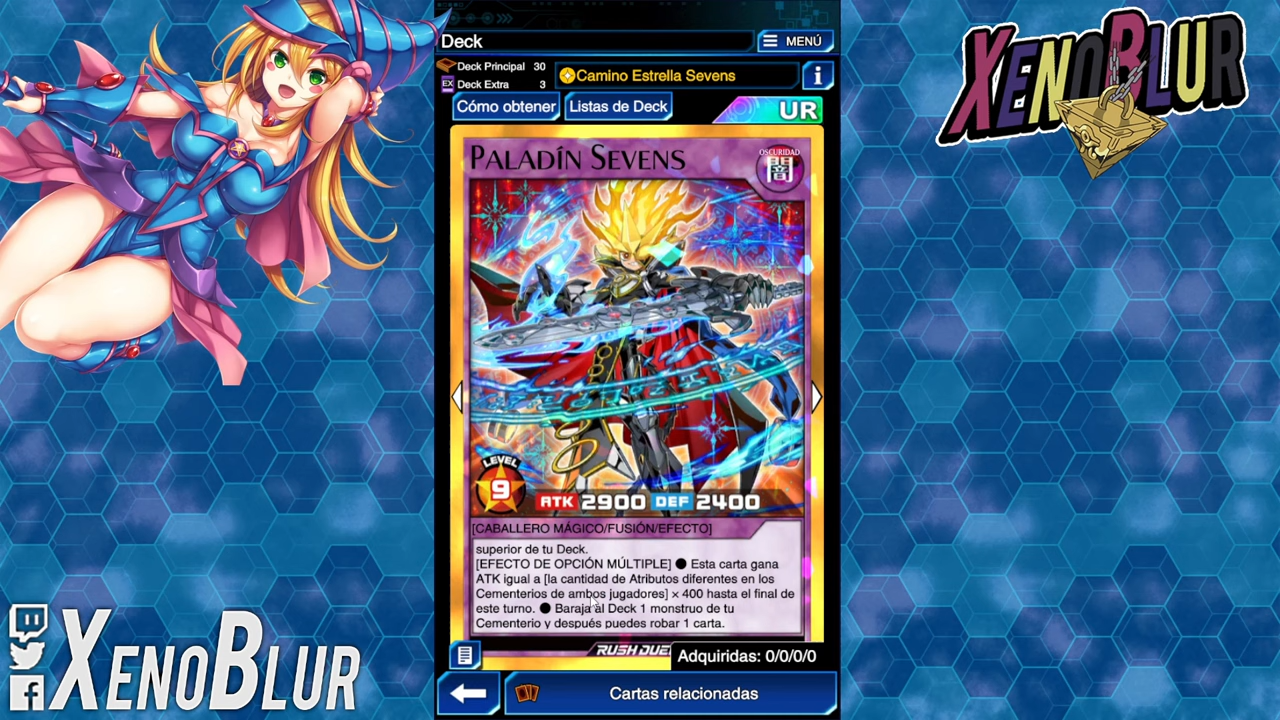 Deck
MENÚ
Deck Principal 30
EX Deck Extra 3
Camino Estrella Sevens
i
Cómo obtener
Listas de Deck
UR
PALADÍN SEVENS
OSCURIDAD
闇
LEVEL
9
ATK 2900 DEF 2400
[CABALLERO MÁGICO/FUSIÓN/EFECTO]
superior de tu Deck.
[EFECTO DE OPCIÓN MÚLTIPLE] ● Esta carta gana
ATK igual a [la cantidad de Atributos diferentes en los
Cementerios de ambos jugadores] × 400 hasta el final de
este turno. ● Baraja al Deck 1 monstruo de tu
Cementerio y después puedes robar 1 carta.
RUSH DUE
Adquiridas: 0/0/0/0
Cartas relacionadas
XENOBLUR
XENOBLUR